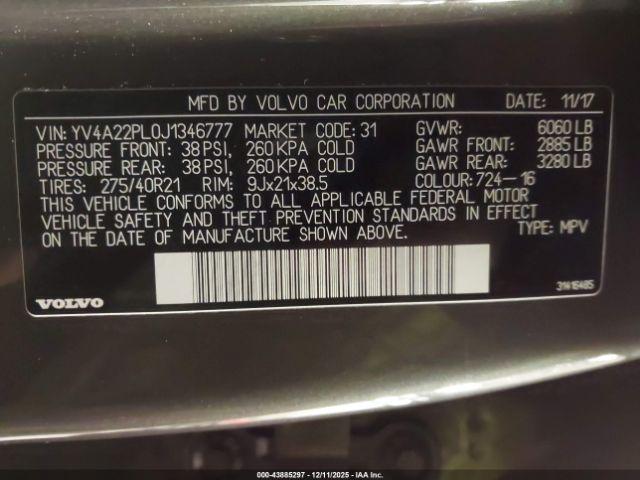 MFD BY VOLVO CAR CORPORATION DATE: 11/17
VIN: YV4A22PL0J1346777 MARKET CODE: 31 GVWR: 6060 LB
PRESSURE FRONT: 38 PSI, 260 KPA COLD GAWR FRONT: 2885 LB
PRESSURE REAR: 38 PSI, 260 KPA COLD GAWR REAR: 3280 LB
TIRES: 275/40R21 RIM: 9Jx21x38.5 COLOUR: 724-16
THIS VEHICLE CONFORMS TO ALL APPLICABLE FEDERAL MOTOR
VEHICLE SAFETY AND THEFT PREVENTION STANDARDS IN EFFECT TYPE: MPV
ON THE DATE OF MANUFACTURE SHOWN ABOVE.
VOLVO 31416485
000-43885297 - 12/11/2025 - IAAI.com